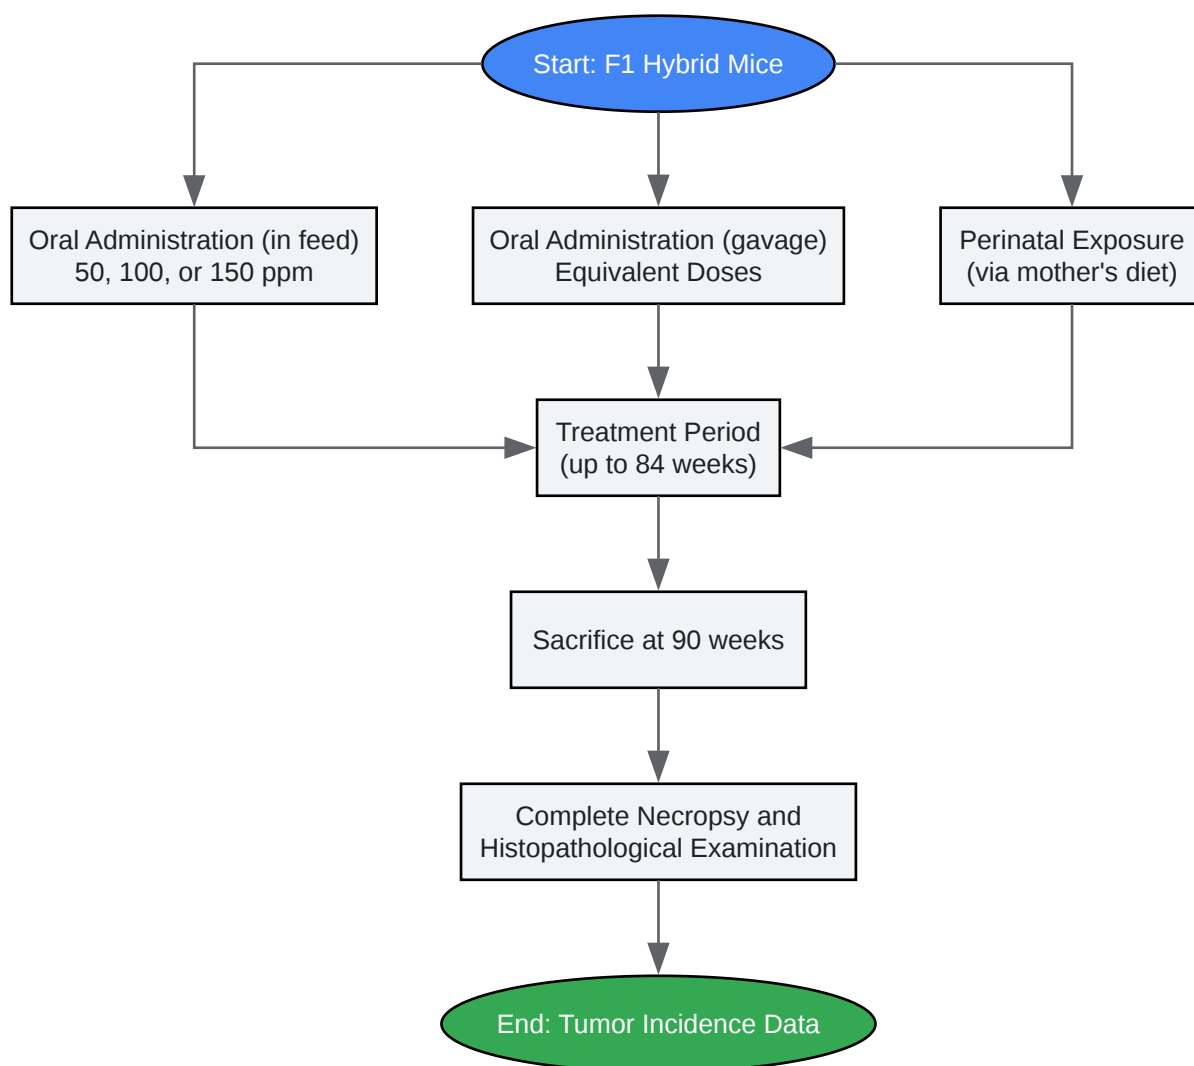 Start: F1 Hybrid Mice
Oral Administration (in feed)
50, 100, or 150 ppm
Oral Administration (gavage)
Equivalent Doses
Perinatal Exposure
(via mother's diet)
Treatment Period
(up to 84 weeks)
Sacrifice at 90 weeks
Complete Necropsy and
Histopathological Examination
End: Tumor Incidence Data